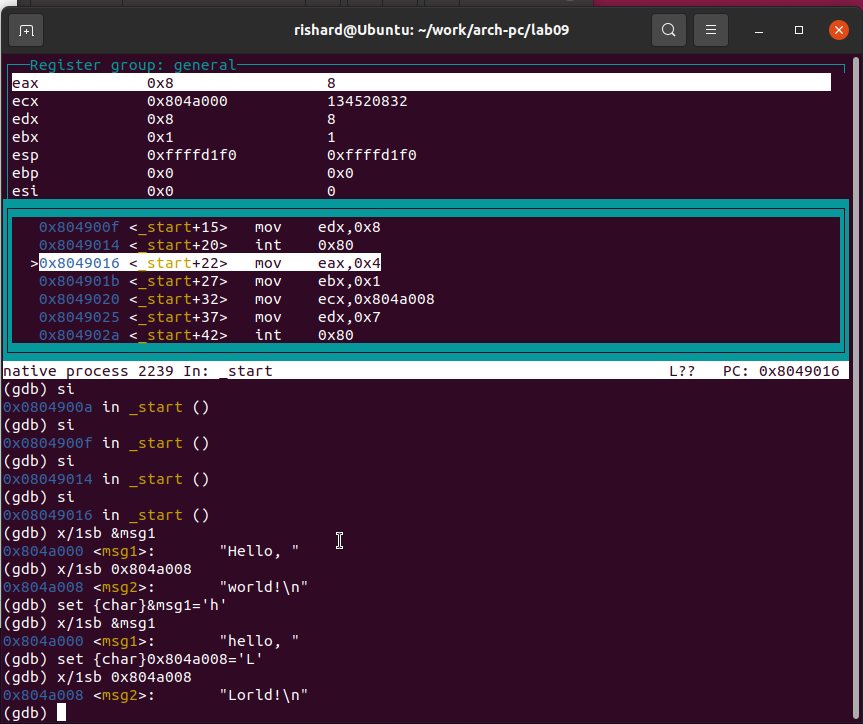 rishard@Ubuntu: ~/work/arch-pc/lab09
Register group: general
eax 0x8 8
ecx 0x804a000 134520832
edx 0x8 8
ebx 0x1 1
esp 0xffffd1f0 0xffffd1f0
ebp 0x0 0x0
esi 0x0 0
0x804900f <_start+15> mov edx,0x8
0x8049014 <_start+20> int 0x80
>0x8049016 <_start+22> mov eax,0x4
0x804901b <_start+27> mov ebx,0x1
0x8049020 <_start+32> mov ecx,0x804a008
0x8049025 <_start+37> mov edx,0x7
0x804902a <_start+42> int 0x80
native process 2239 In: _start L?? PC: 0x8049016
(gdb) si
0x0804900a in _start ()
(gdb) si
0x0804900f in _start ()
(gdb) si
0x08049014 in _start ()
(gdb) si
0x08049016 in _start ()
(gdb) x/1sb &msg1
0x804a000 <msg1>: "Hello, "
(gdb) x/1sb 0x804a008
0x804a008 <msg2>: "world!\n"
(gdb) set {char}&msg1='h'
(gdb) x/1sb &msg1
0x804a000 <msg1>: "hello, "
(gdb) set {char}0x804a008='L'
(gdb) x/1sb 0x804a008
0x804a008 <msg2>: "Lorld!\n"
(gdb)